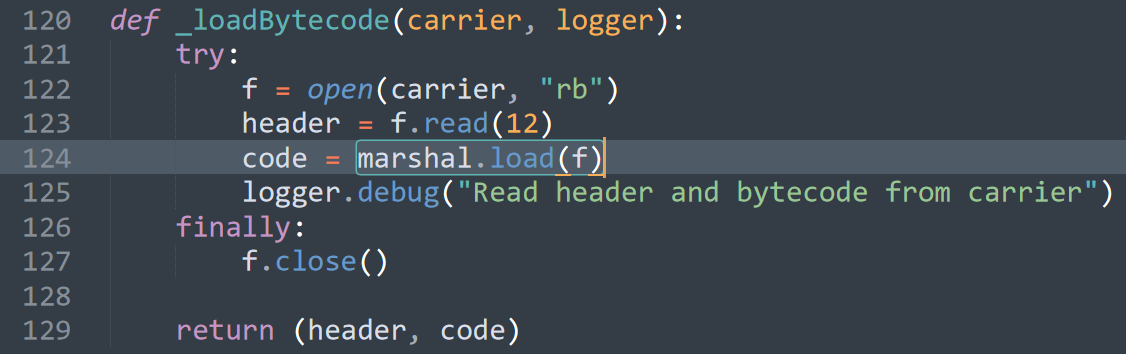 120 def _loadBytecode(carrier, logger):
121     try:
122         f = open(carrier, "rb")
123         header = f.read(12)
124         code = marshal.load(f)
125         logger.debug("Read header and bytecode from carrier")
126     finally:
127         f.close()
128
129     return (header, code)